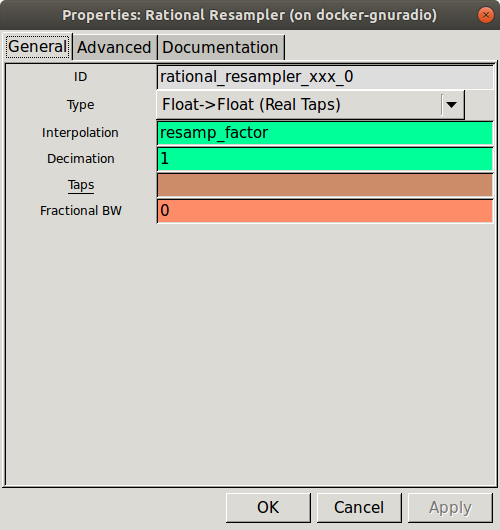 Properties: Rational Resampler (on docker-gnuradio)
General Advanced Documentation
ID rational_resampler_xxx_0
Type Float->Float (Real Taps)
Interpolation resamp_factor
Decimation 1
Taps
Fractional BW 0
OK Cancel Apply